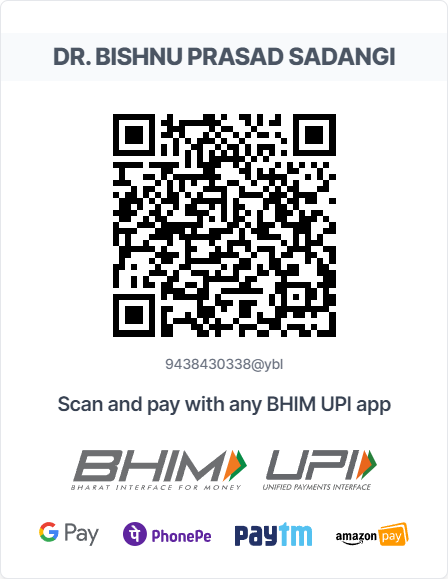 DR. BISHNU PRASAD SADANGI
9438430338@ybl
Scan and pay with any BHIM UPI app
BHIM UPI
BHARAT INTERFACE FOR MONEY UNIFIED PAYMENTS INTERFACE
G Pay पे PhonePe paytm amazon pay